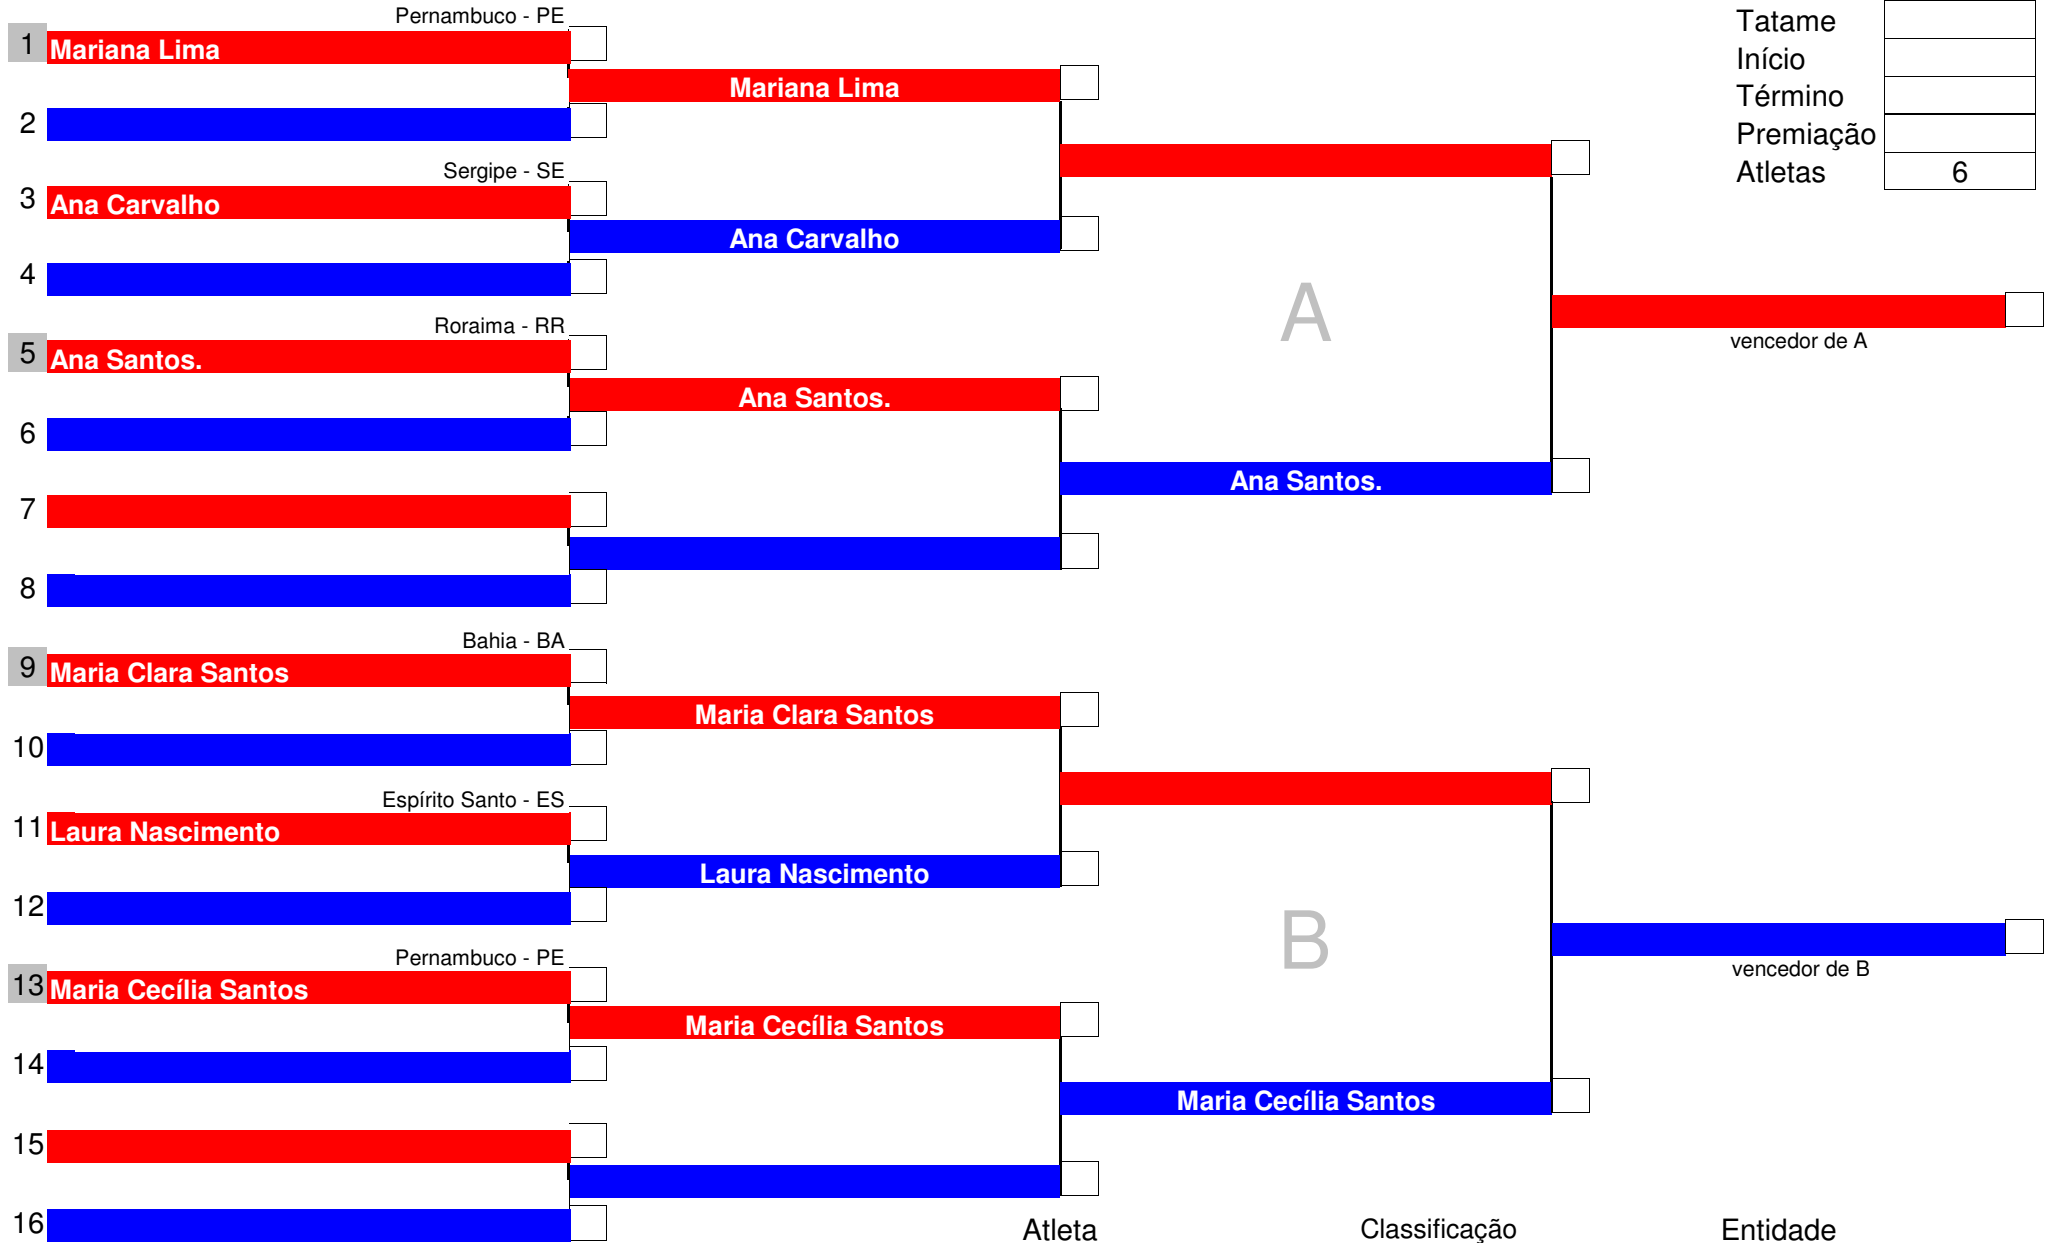 Pernambuco - PE
1 Mariana Lima
Mariana Lima
2
Sergipe - SE
3 Ana Carvalho
Ana Carvalho
4
Roraima - RR
5 Ana Santos.
Ana Santos.
6
Ana Santos.
7
8
A
vencedor de A
Tatame
Início
Término
Premiação
Atletas 6
Bahia - BA
9 Maria Clara Santos
Maria Clara Santos
10
Espírito Santo - ES
11 Laura Nascimento
Laura Nascimento
12
Pernambuco - PE
13 Maria Cecília Santos
Maria Cecília Santos
14
Maria Cecília Santos
15
16
B
vencedor de B
Atleta Classificação Entidade